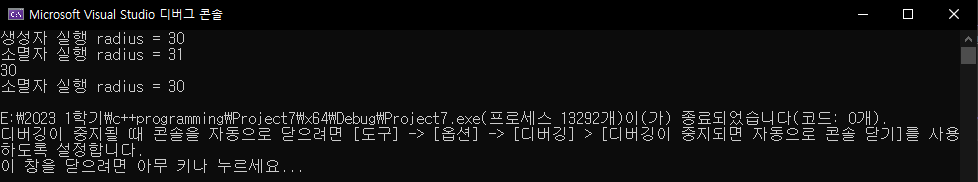 Microsoft Visual Studio 디버그 콘솔
생성자 실행 radius = 30
소멸자 실행 radius = 31
30
소멸자 실행 radius = 30
E:₩2023 1학기₩c++programming₩Project7₩x64₩Debug₩Project7.exe(프로세스 13292개)이(가) 종료되었습니다(코드: 0개).
디버깅이 중지될 때 콘솔을 자동으로 닫으려면 [도구] -> [옵션] -> [디버깅] > [디버깅이 중지되면 자동으로 콘솔 닫기]를 사용
하도록 설정합니다.
이 창을 닫으려면 아무 키나 누르세요...